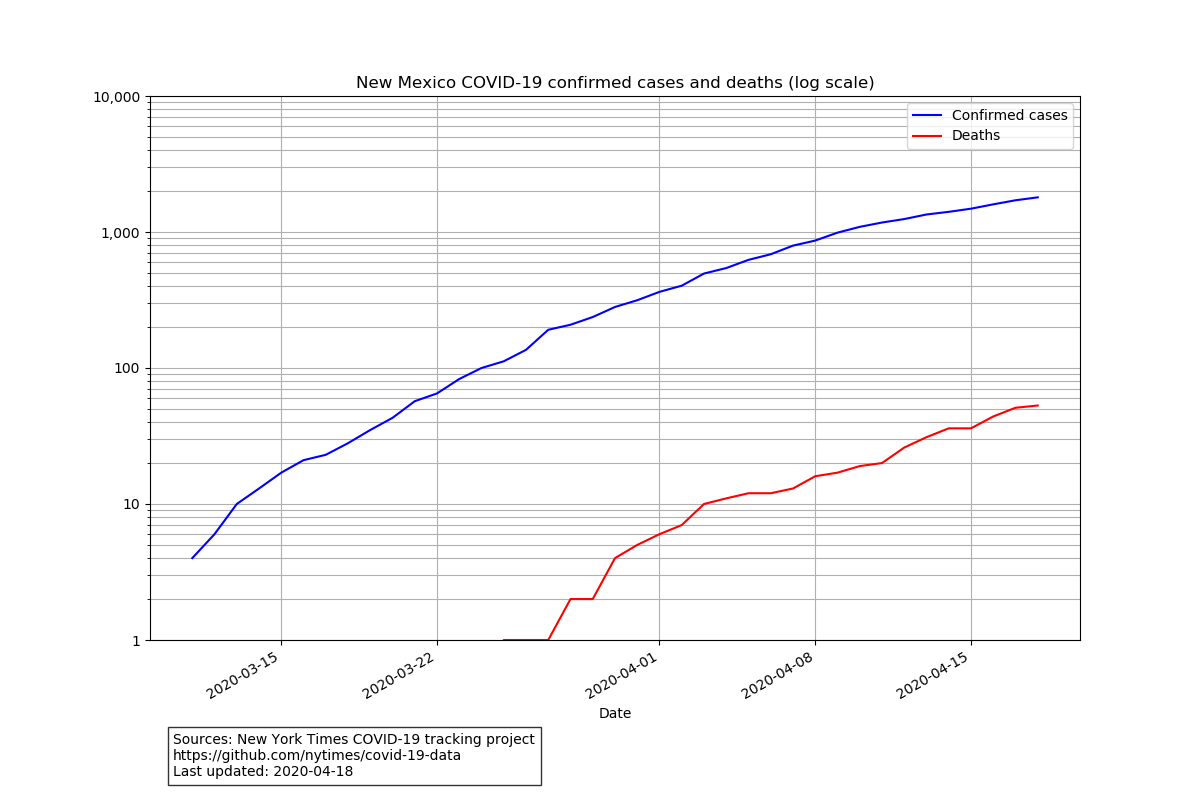 New Mexico COVID-19 confirmed cases and deaths (log scale)
10,000
1,000
100
10
1
Confirmed cases
Deaths
2020-03-15
2020-03-22
2020-04-01
2020-04-08
2020-04-15
Date
Sources: New York Times COVID-19 tracking project
https://github.com/nytimes/covid-19-data
Last updated: 2020-04-18